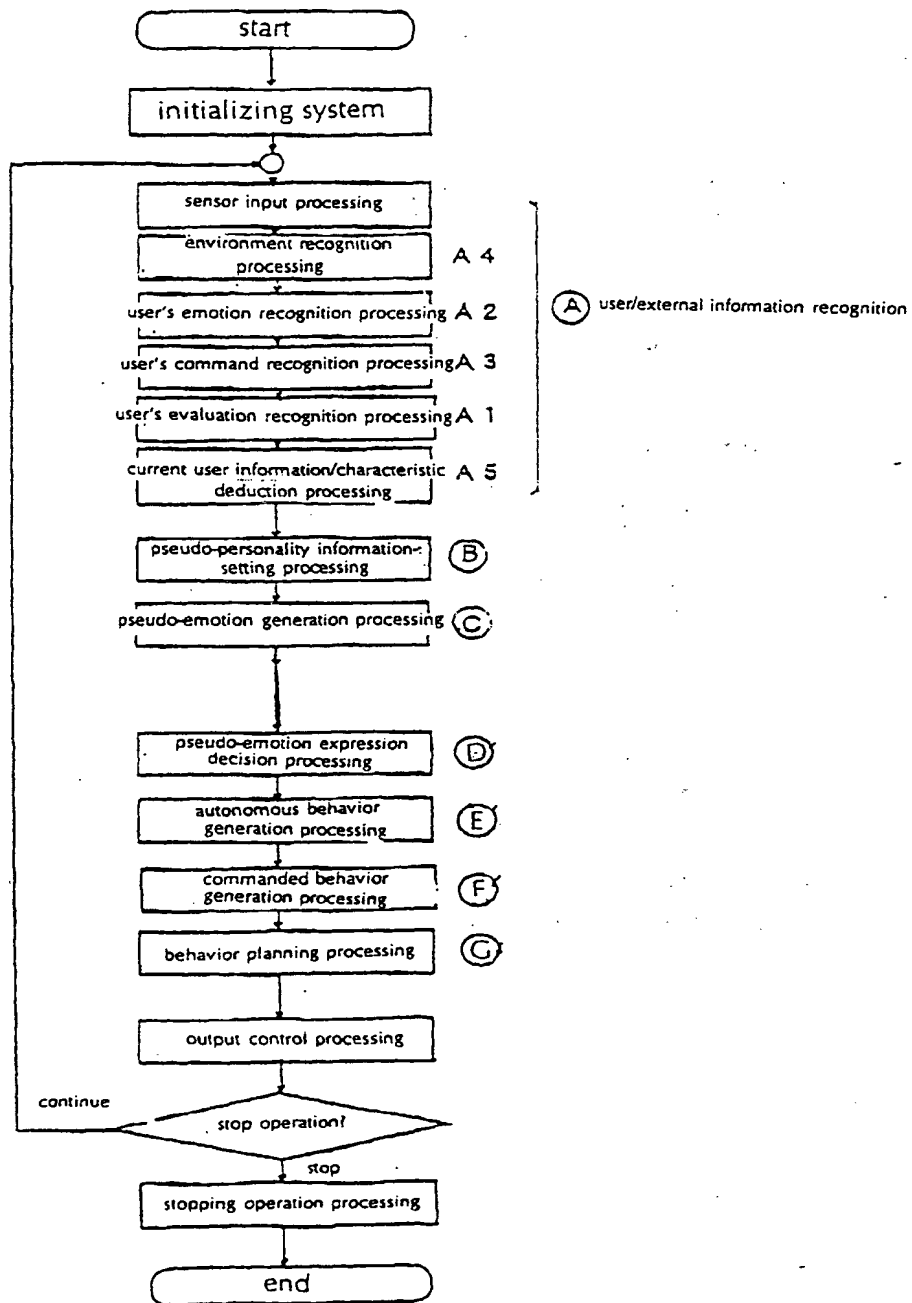 start
initializing system
sensor input processing
environment recognition
processing
A 4
user's emotion recognition processing
A 2
A
user/external information recognition
user's command recognition processing
A 3
user's evaluation recognition processing
A 1
current user information/characteristic
deduction processing
A 5
pseudo-personality information-
setting processing
B
pseudo-emotion generation processing
C
pseudo-emotion expression
decision processing
D
autonomous behavior
generation processing
E
commanded behavior
generation processing
F
behavior planning processing
G
output control processing
continue
stop operation?
stop
stopping operation processing
end